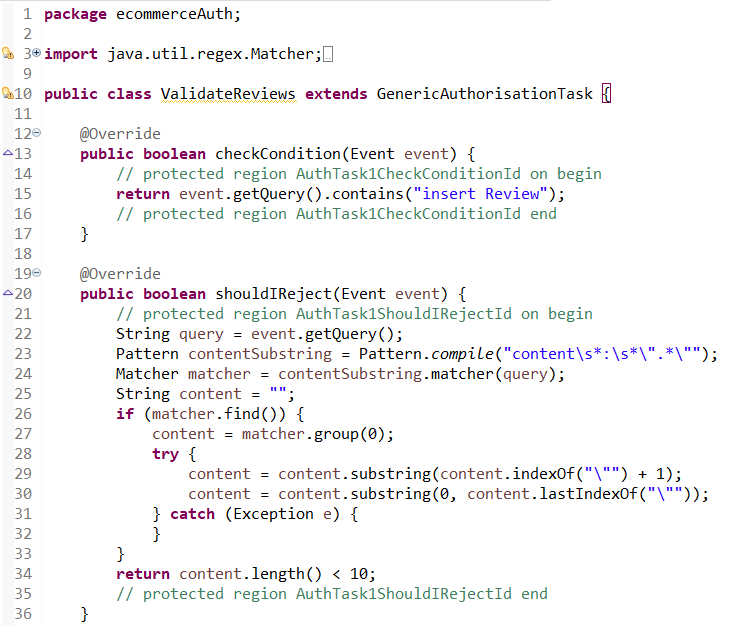 1 package ecommerceAuth;
2
3 import java.util.regex.Matcher;
9
10 public class ValidateReviews extends GenericAuthorisationTask {
11
12 @Override
13 public boolean checkCondition(Event event) {
14 // protected region AuthTask1CheckConditionId on begin
15 return event.getQuery().contains("insert Review");
16 // protected region AuthTask1CheckConditionId end
17 }
18
19 @Override
20 public boolean shouldIReject(Event event) {
21 // protected region AuthTask1ShouldIRejectId on begin
22 String query = event.getQuery();
23 Pattern contentSubstring = Pattern.compile("content\s*:\s*\".*\"");
24 Matcher matcher = contentSubstring.matcher(query);
25 String content = "";
26 if (matcher.find()) {
27 content = matcher.group(0);
28 try {
29 content = content.substring(content.indexOf("\"") + 1);
30 content = content.substring(0, content.lastIndexOf("\""));
31 } catch (Exception e) {
32 }
33 }
34 return content.length() < 10;
35 // protected region AuthTask1ShouldIRejectId end
36 }